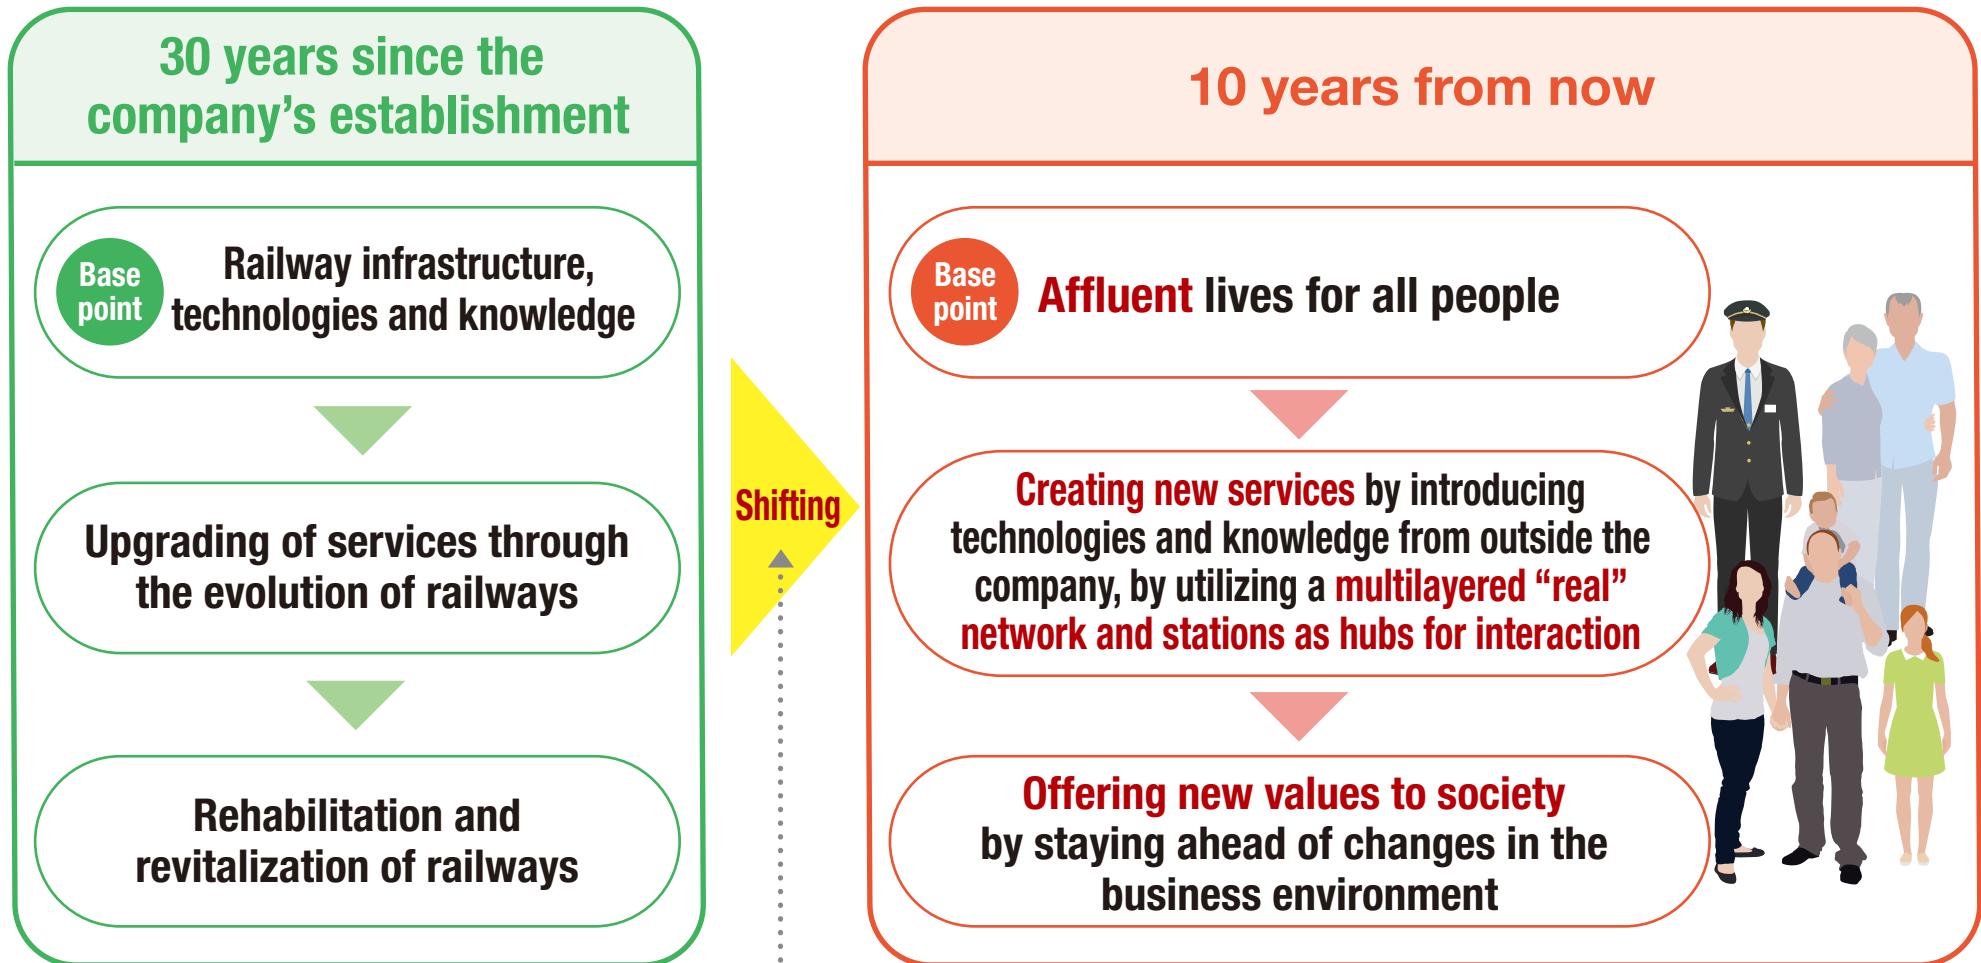 30 years since the
company’s establishment
Base
point
Railway infrastructure,
technologies and knowledge
Upgrading of services through
the evolution of railways
Rehabilitation and
revitalization of railways
Shifting
10 years from now
Base
point
Affluent lives for all people
Creating new services by introducing
technologies and knowledge from outside the
company, by utilizing a multilayered “real”
network and stations as hubs for interaction
Offering new values to society
by staying ahead of changes in the
business environment